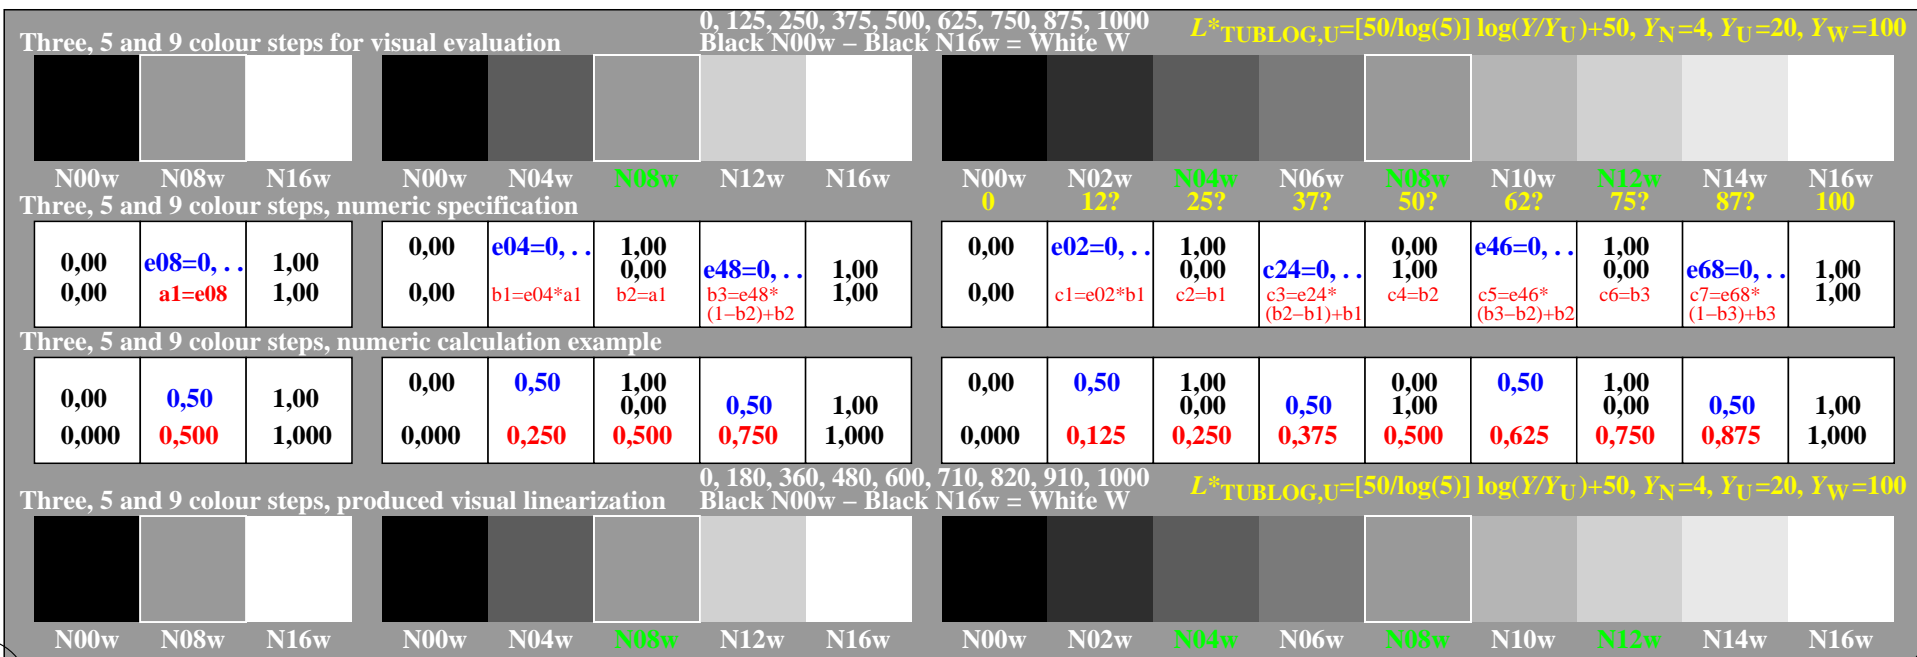 0, 125, 250, 375, 500, 625, 750, 875, 1000
Three, 5 and 9 colour steps for visual evaluation Black N00w – Black N16w = White W L*TUBLOG,U=[50/log(5)] log(Y/YU)+50, YN=4, YU=20, YW=100
N00w N08w N16w N00w N04w N08w N12w N16w N00w N02w N04w N06w N08w N10w N12w N14w N16w
Three, 5 and 9 colour steps, numeric specification 0 12? 25? 37? 50? 62? 75? 87? 100
0,00 e04=0, . . 1,00 0,00 e02=0, . . 1,00 0,00 e46=0, . . 1,00
0,00 e08=0, . . 1,00 0,00 e48=0, . . 1,00 0,00 c24=0, . . 1,00 0,00 e68=0, . . 1,00
0,00 a1=e08 1,00 0,00 b1=e04*a1 b2=a1 b3=e48* 1,00 0,00 c1=e02*b1 c2=b1 c3=e24* c4=b2 c5=e46* c6=b3 c7=e68* 1,00
(1–b2)+b2 (b2–b1)+b1 (b3–b2)+b2 (1–b3)+b3
Three, 5 and 9 colour steps, numeric calculation example
0,00 0,50 1,00 0,00 0,50 1,00 0,00 0,50 1,00
0,00 0,50 1,00 0,00 0,50 1,00 0,00 0,50 1,00 0,00 0,50 1,00
0,000 0,500 1,000 0,000 0,250 0,500 0,750 1,000 0,000 0,125 0,250 0,375 0,500 0,625 0,750 0,875 1,000
0, 180, 360, 480, 600, 710, 820, 910, 1000
Three, 5 and 9 colour steps, produced visual linearization Black N00w – Black N16w = White W L*TUBLOG,U=[50/log(5)] log(Y/YU)+50, YN=4, YU=20, YW=100
N00w N08w N16w N00w N04w N08w N12w N16w N00w N02w N04w N06w N08w N10w N12w N14w N16w